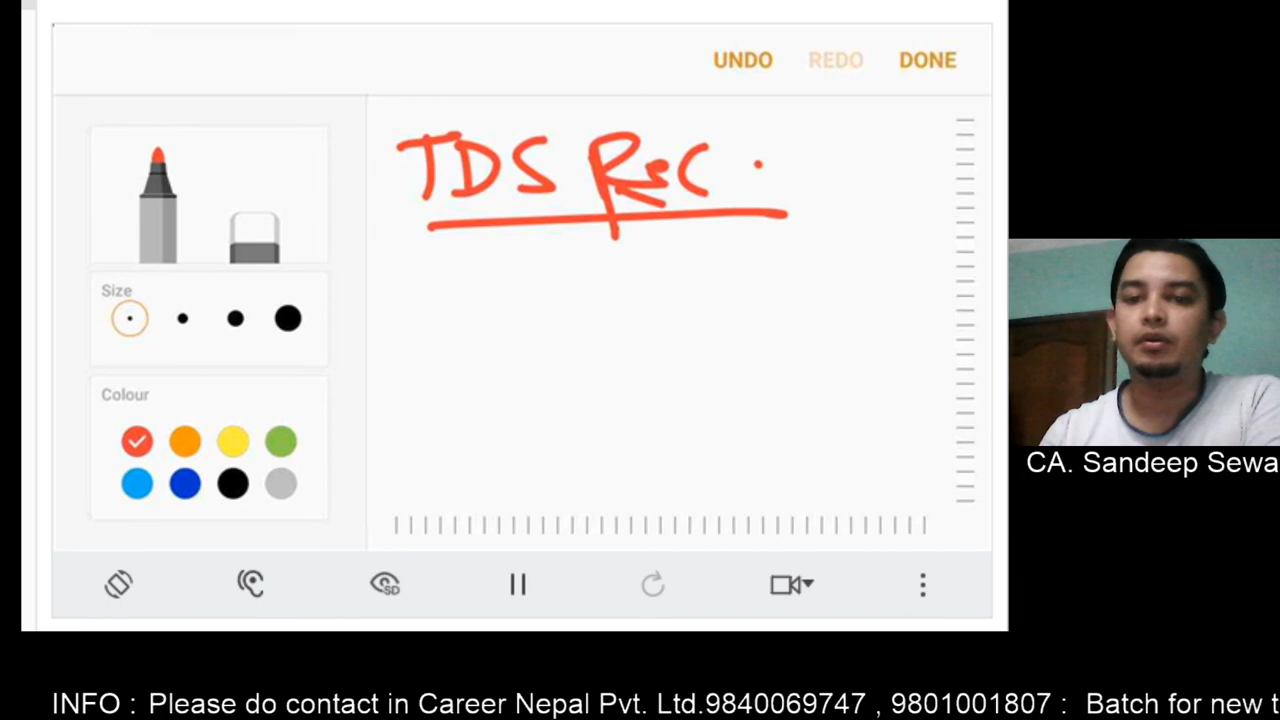 UNDO REDO DONE
TDS Rec.
Size
Colour
SD
CA. Sandeep Sewa
INFO : Please do contact in Career Nepal Pvt. Ltd.9840069747 , 9801001807 : Batch for new t